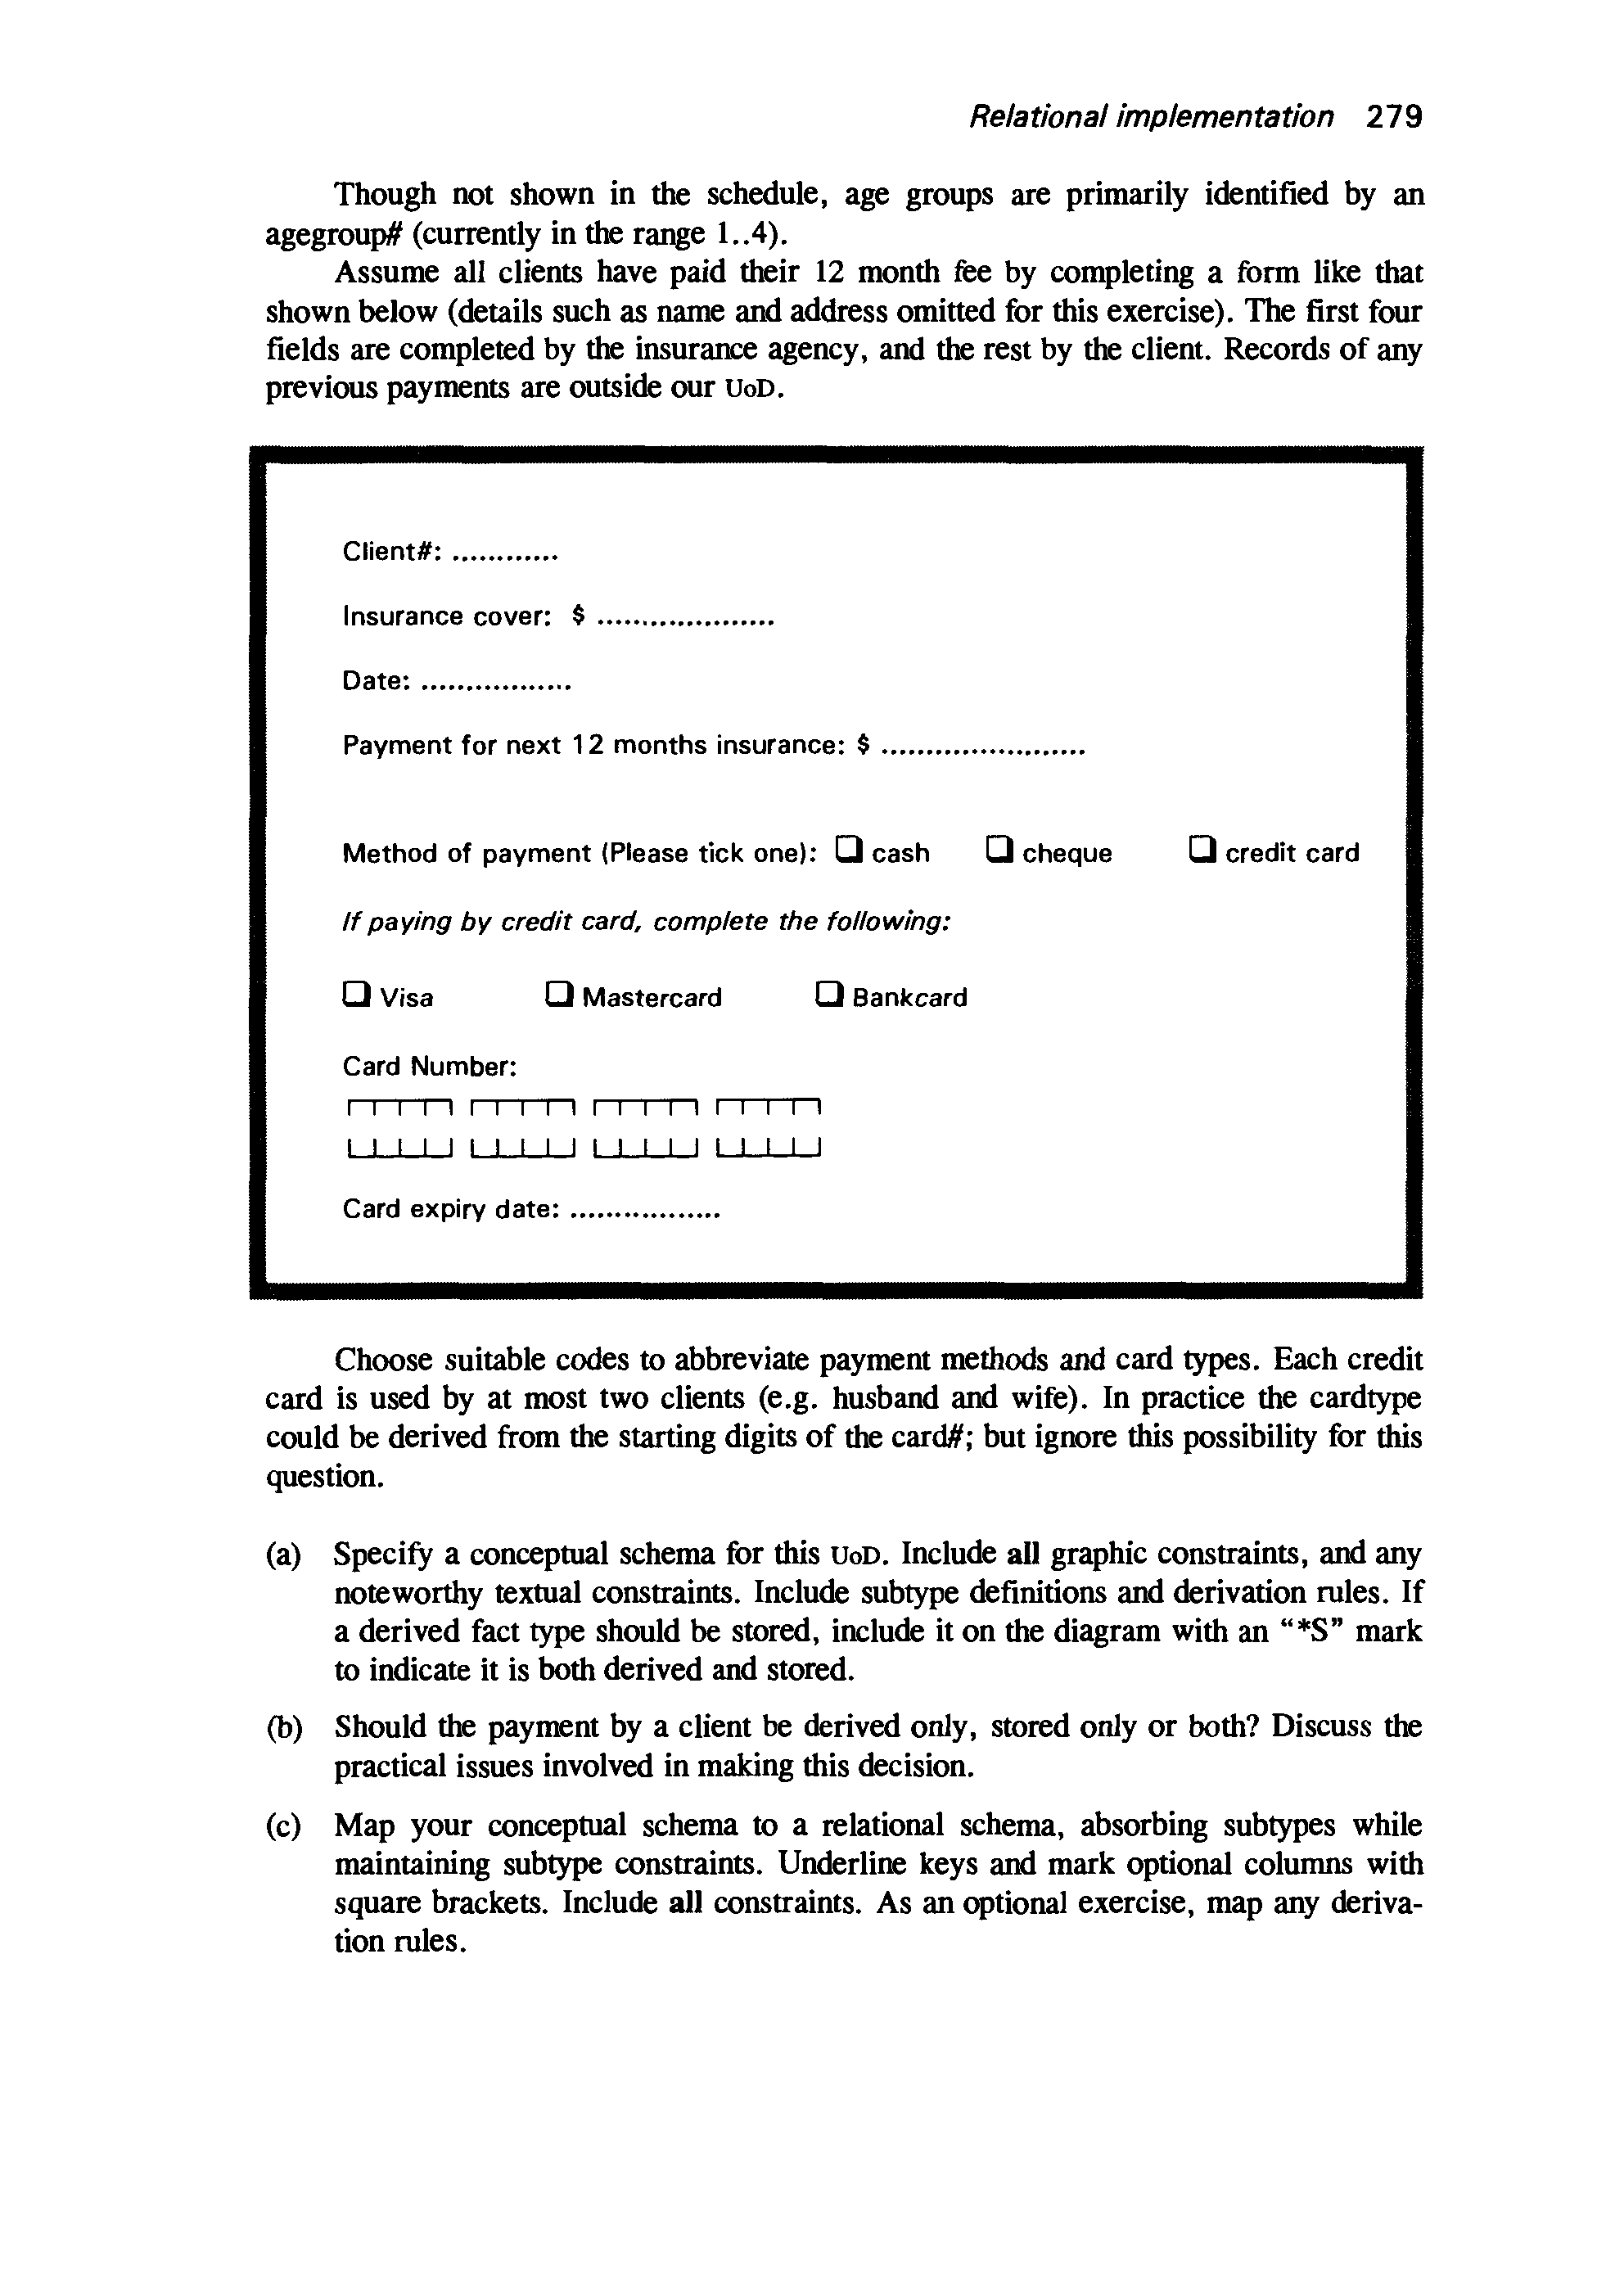 Relational implementation 279
Though not shown in the schedule, age groups are primarily identified by an
agegroup# (currently in the range 1..4).
Assume all clients have paid their 12 month fee by completing a form like that
shown below (details such as name and address omitted for this exercise). The first four
fields are completed by the insurance agency, and the rest by the client. Records of any
previous payments are outside our UoD.
Client#: ............
Insurance cover: $ ....................
Date: .................
Payment for next 12 months insurance: $ .......................
Method of payment (Please tick one): ❏ cash ❏ cheque ❏ credit card
If paying by credit card, complete the following:
❏ Visa ❏ Mastercard ❏ Bankcard
Card Number:
Card expiry date: .................
Choose suitable codes to abbreviate payment methods and card types. Each credit
card is used by at most two clients (e.g. husband and wife). In practice the cardtype
could be derived from the starting digits of the card#; but ignore this possibility for this
question.
(a) Specify a conceptual schema for this UoD. Include all graphic constraints, and any
noteworthy textual constraints. Include subtype definitions and derivation rules. If
a derived fact type should be stored, include it on the diagram with an “*S” mark
to indicate it is both derived and stored.
(b) Should the payment by a client be derived only, stored only or both? Discuss the
practical issues involved in making this decision.
(c) Map your conceptual schema to a relational schema, absorbing subtypes while
maintaining subtype constraints. Underline keys and mark optional columns with
square brackets. Include all constraints. As an optional exercise, map any deriva-
tion rules.